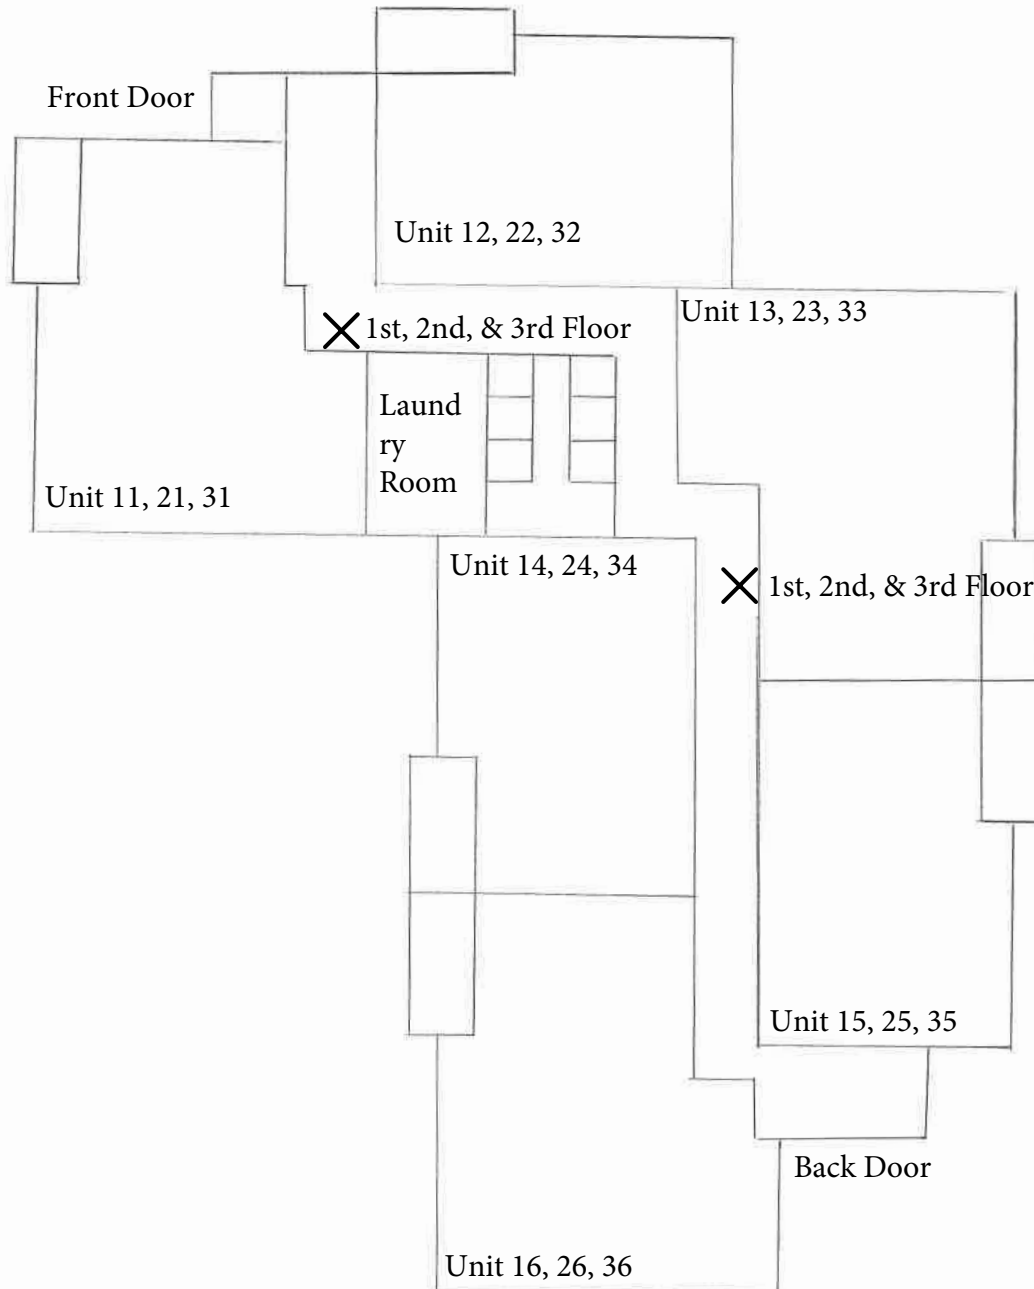 Front Door
Unit 12, 22, 32
Unit 13, 23, 33
1st, 2nd, & 3rd Floor
Laund
ry
Room
Unit 11, 21, 31
Unit 14, 24, 34
1st, 2nd, & 3rd Floor
Unit 15, 25, 35
Back Door
Unit 16, 26, 36